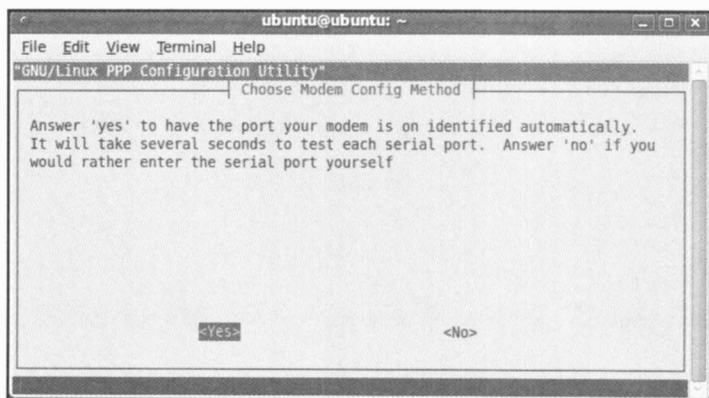 ubuntu@ubuntu: ~
File Edit View Terminal Help
"GNU/Linux PPP Configuration Utility"
Choose Modem Config Method
Answer 'yes' to have the port your modem is on identified automatically.
It will take several seconds to test each serial port. Answer 'no' if you
would rather enter the serial port yourself
<Yes> <No>